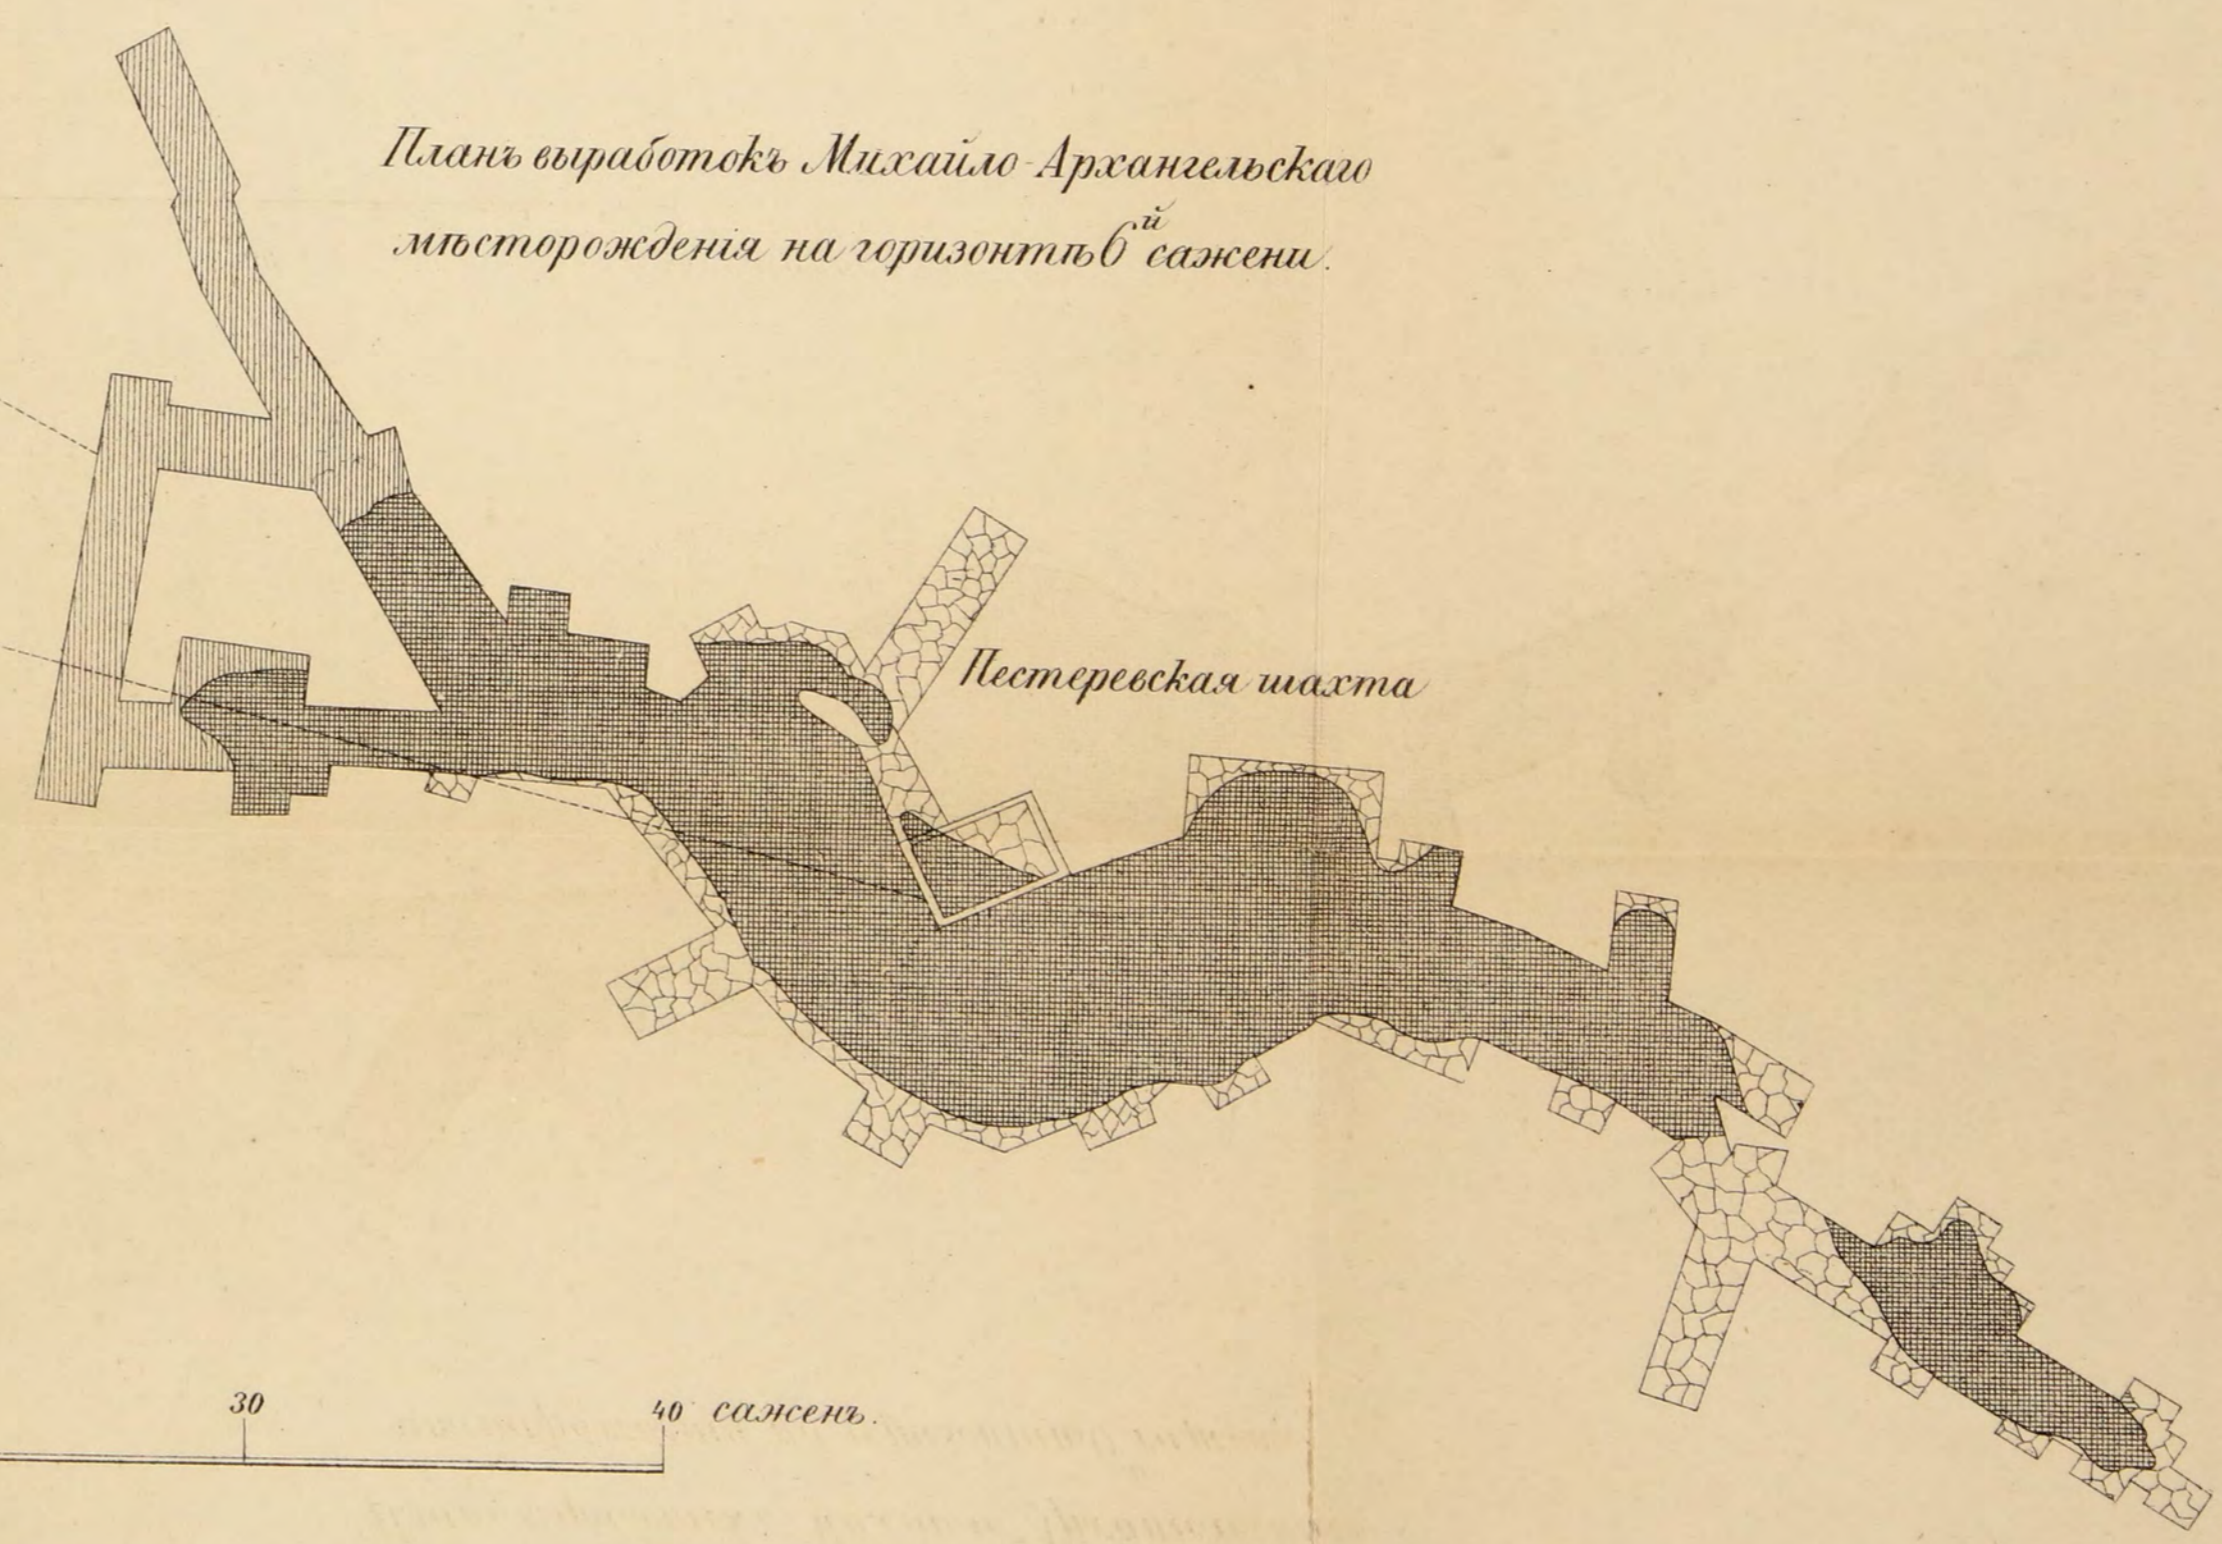 Планъ выработокъ Михайло-Архангельскаго
мѣсторожденія на горизонтѣ 6й сажени.
Пестеревская шахта
30
40 саженъ.